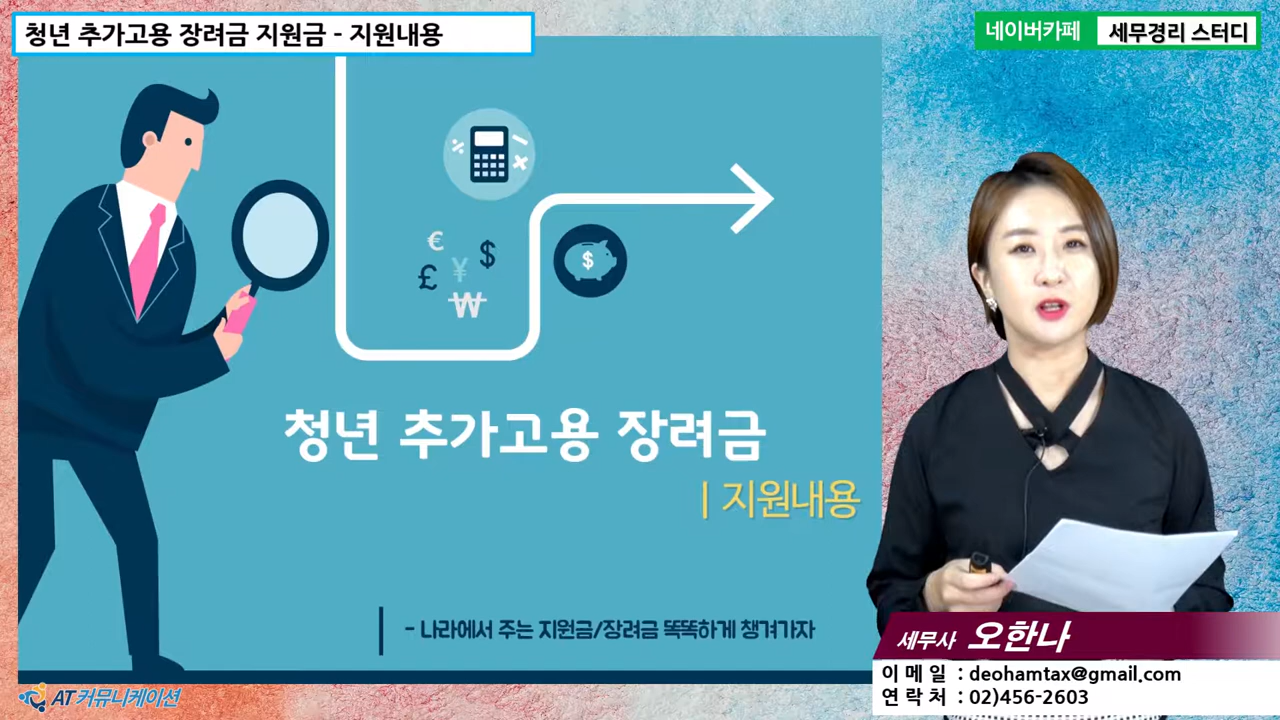 청년 추가고용 장려금 지원금 - 지원내용
네이버카페 세무경리 스터디
€ $
£ ¥
₩
$
청년 추가고용 장려금
| 지원내용
- 나라에서 주는 지원금/장려금 똑똑하게 챙겨가자
세무사 오한나
이 메 일 : deohamtax@gmail.com
연 락 처 : 02)456-2603
AT커뮤니케이션